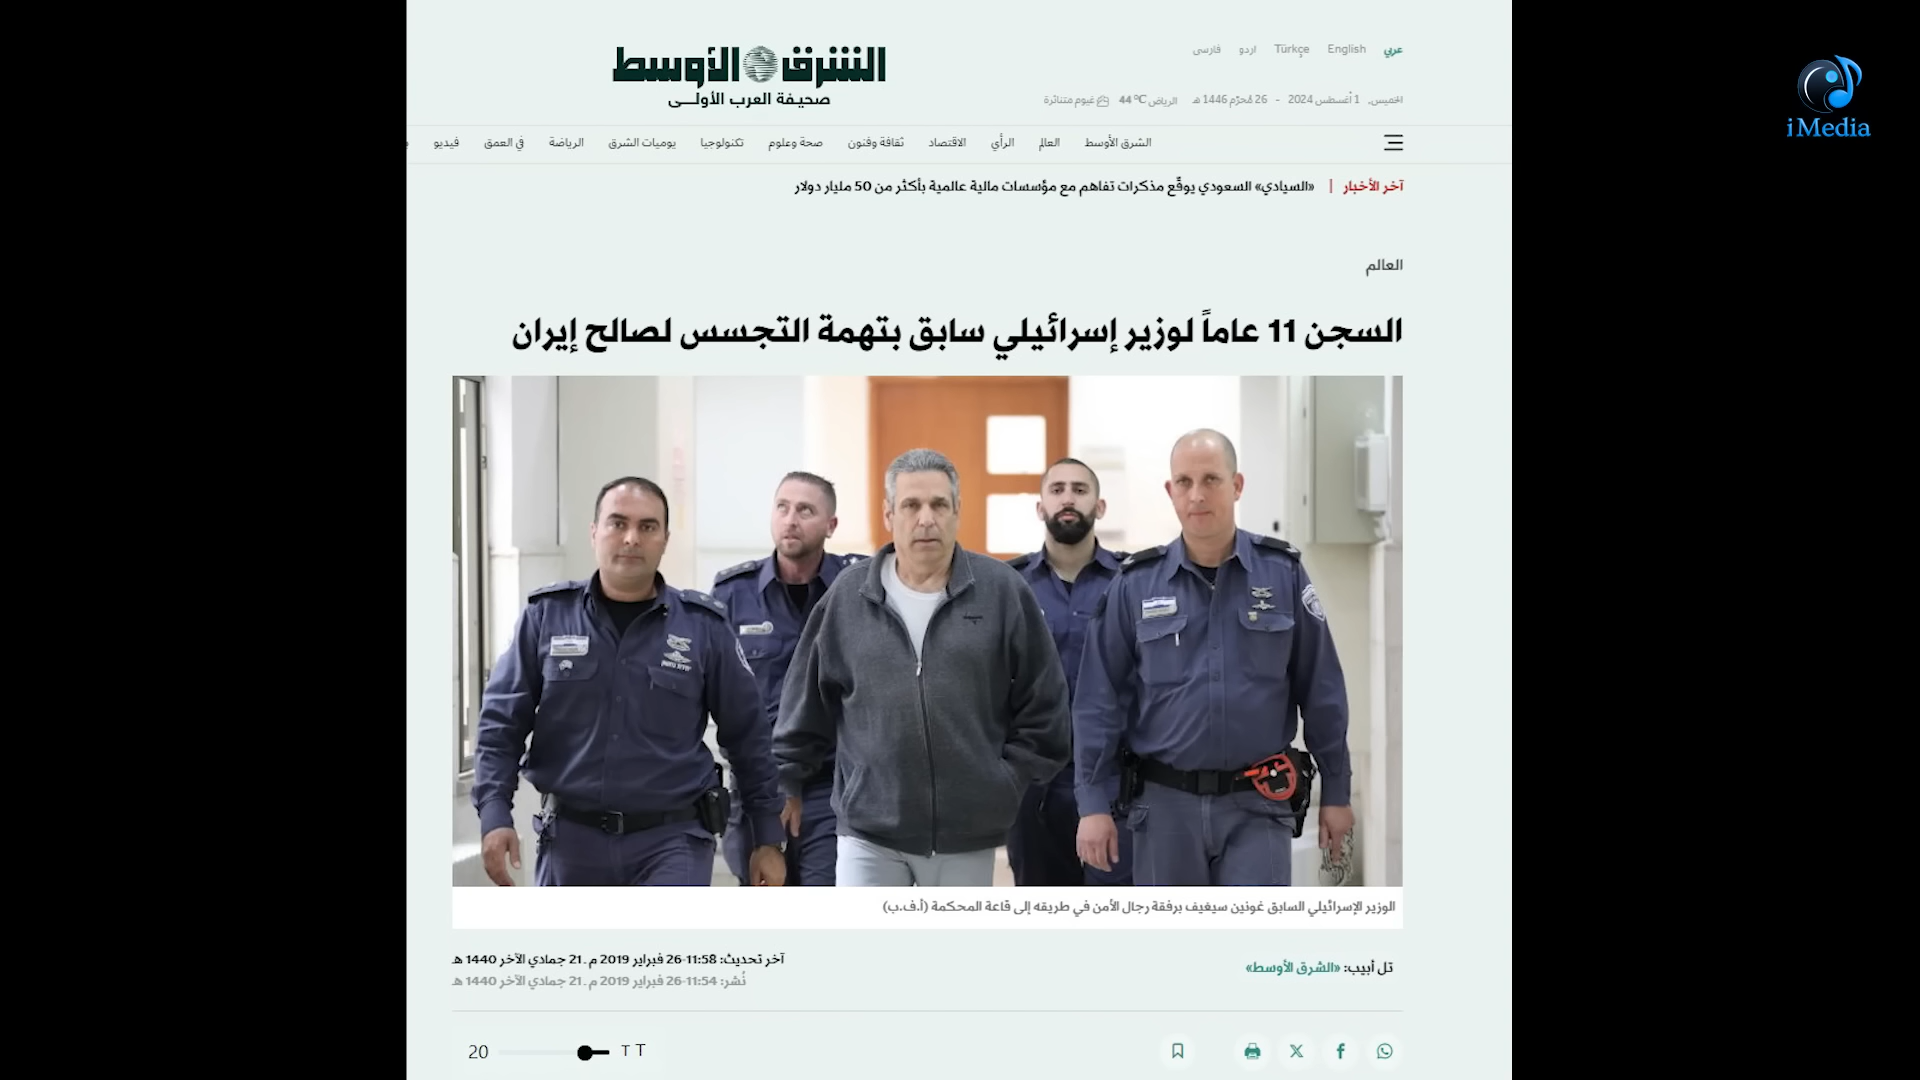 الشرق الأوسط
صحيفة العرب الأولى
عربي English Türkçe اردو فارسى
الخميس، 1 أغسطس 2024 - 26 مُحرّم 1446 هـ الرياض 44°C غيوم متناثرة
iMedia
الشرق الأوسط العالم الرأي الاقتصاد ثقافة وفنون صحة وعلوم تكنولوجيا يوميات الشرق الرياضة في العمق فيديو
آخر الأخبار | «السيادي» السعودي يوقّع مذكرات تفاهم مع مؤسسات مالية عالمية بأكثر من 50 مليار دولار
العالم
السجن 11 عاماً لوزير إسرائيلي سابق بتهمة التجسس لصالح إيران
الوزير الإسرائيلي السابق غونين سيغيف برفقة رجال الأمن في طريقه إلى قاعة المحكمة (أ.ف.ب)
تل أبيب: «الشرق الأوسط»
آخر تحديث: 11:58-26 فبراير 2019 م ـ 21 جمادي الآخر 1440 هـ
نُشر: 11:54-26 فبراير 2019 م ـ 21 جمادي الآخر 1440 هـ
20 T T